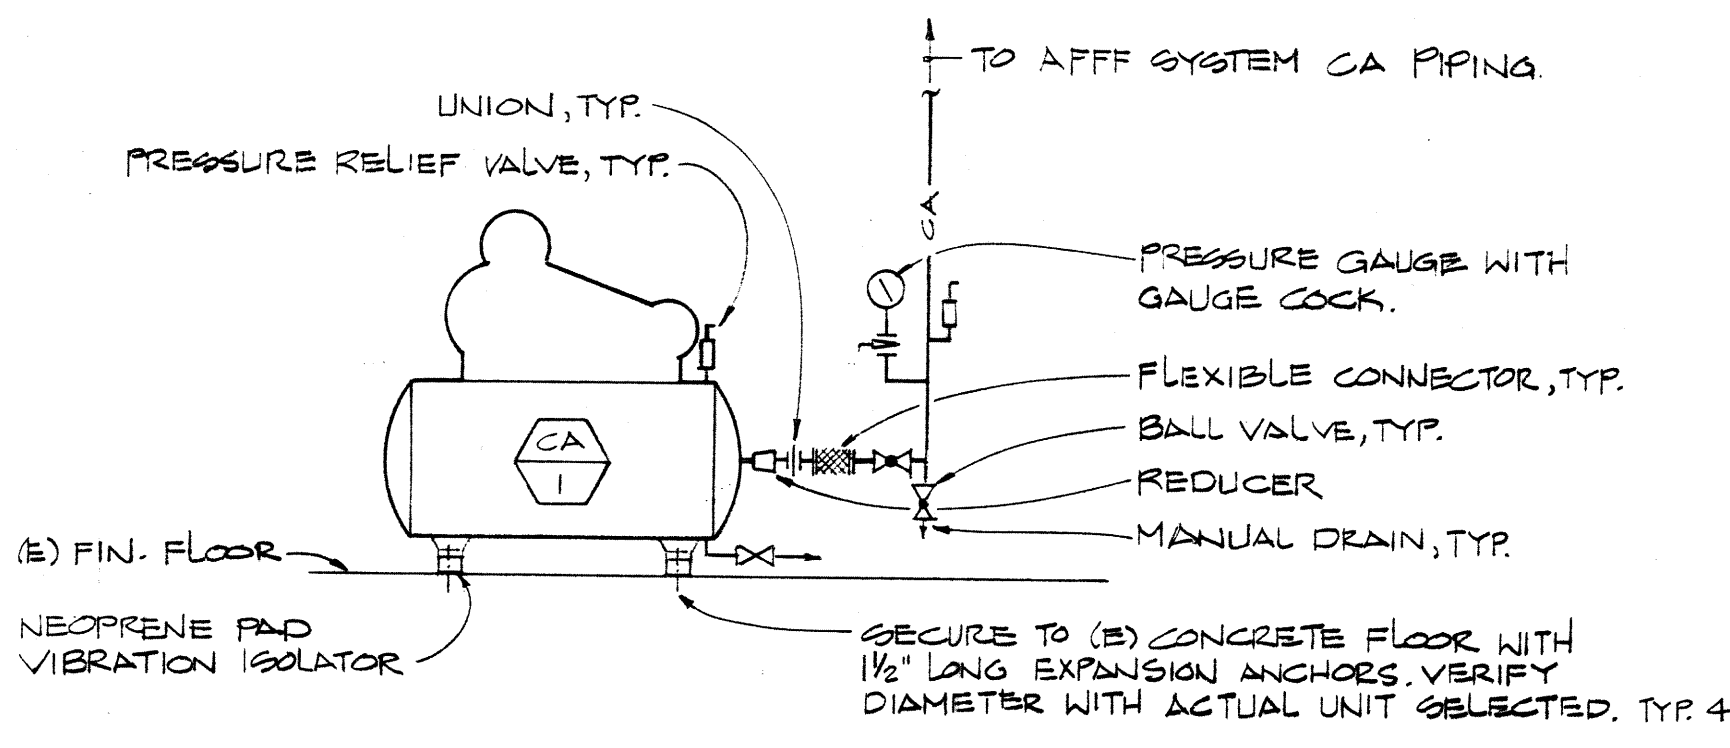 TO AFFF SYSTEM CA PIPING.
UNION, TYP.
PRESSURE RELIEF VALVE, TYP.
CA
PRESSURE GAUGE WITH
GAUGE COCK.
FLEXIBLE CONNECTOR, TYP.
BALL VALVE, TYP.
CA
1
REDUCER
MANUAL DRAIN, TYP.
(E) FIN. FLOOR
NEOPRENE PAD
VIBRATION ISOLATOR
SECURE TO (E) CONCRETE FLOOR WITH
1½" LONG EXPANSION ANCHORS. VERIFY
DIAMETER WITH ACTUAL UNIT SELECTED. TYP. 4